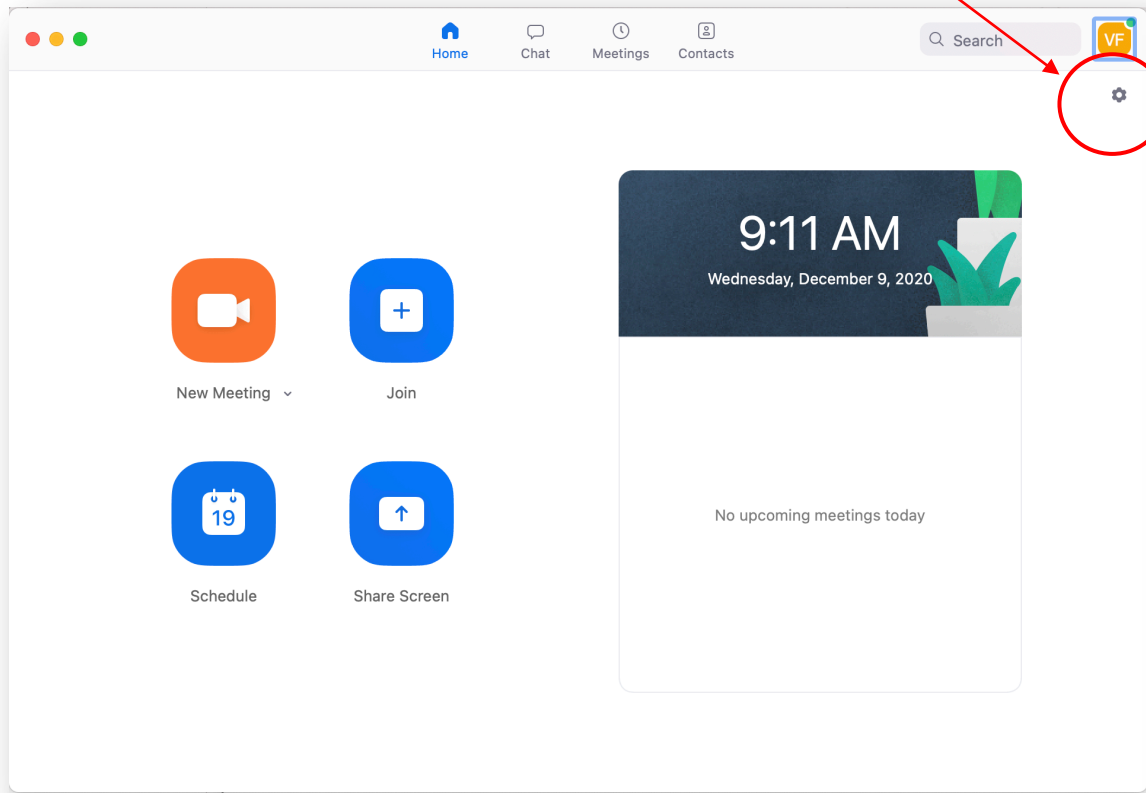 Home
Chat
Meetings
Contacts
Search
VF
9:11 AM
Wednesday, December 9, 2020
New Meeting
Join
19
Schedule
Share Screen
No upcoming meetings today